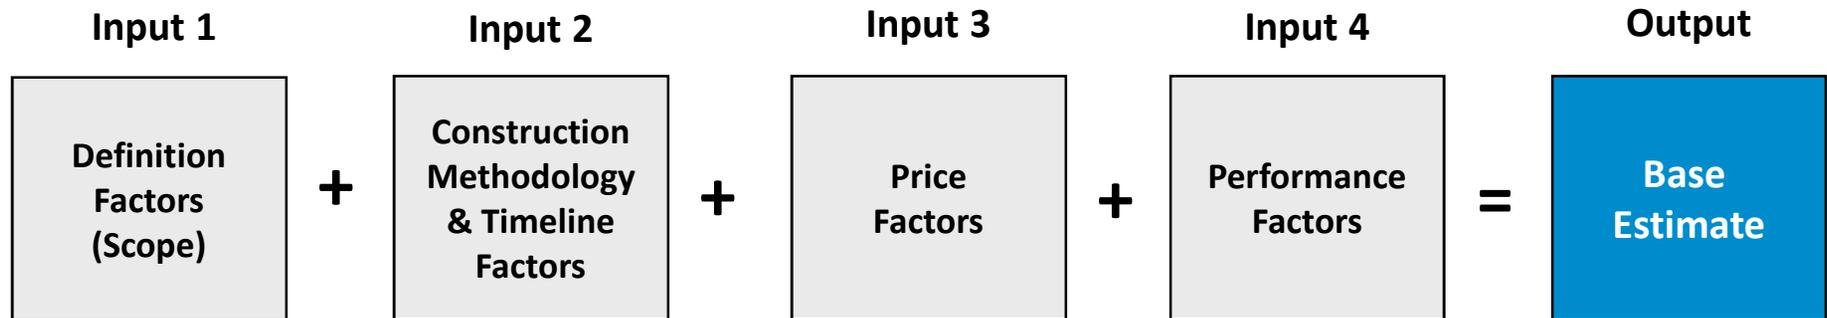 Input 1
Input 2
Input 3
Input 4
Output
Definition
Factors
(Scope)
+
Construction
Methodology
& Timeline
Factors
+
Price
Factors
+
Performance
Factors
=
Base
Estimate